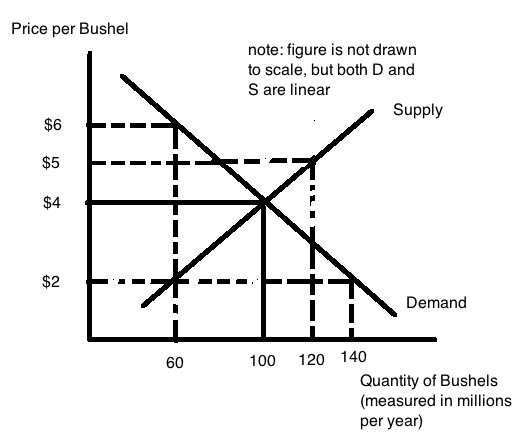 Price per Bushel
note: figure is not drawn
to scale, but both D and
S are linear
Supply
$6
$5
$4
$2
Demand
60
100
120
140
Quantity of Bushels
(measured in millions
per year)